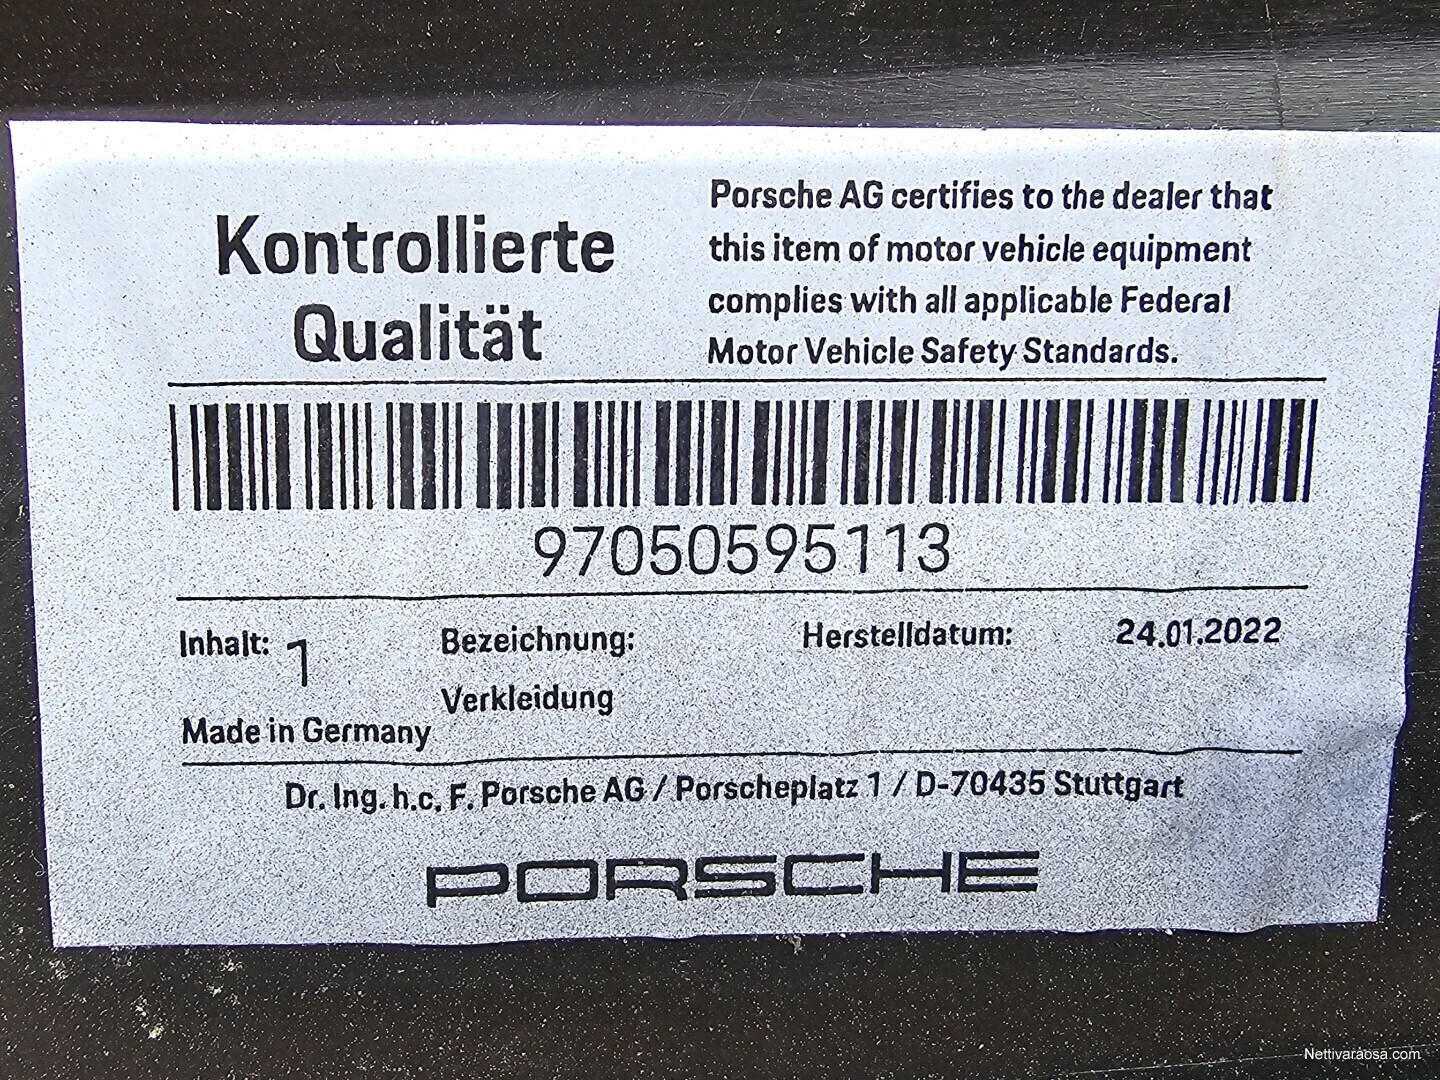 Kontrollierte
Qualität
Porsche AG certifies to the dealer that
this item of motor vehicle equipment
complies with all applicable Federal
Motor Vehicle Safety Standards.
97050595113
Inhalt: 1
Bezeichnung:
Verkleidung
Herstelldatum: 24.01.2022
Made in Germany
Dr. Ing. h.c. F. Porsche AG / Porscheplatz 1 / D-70435 Stuttgart
PORSCHE
Nettivaraosa.com